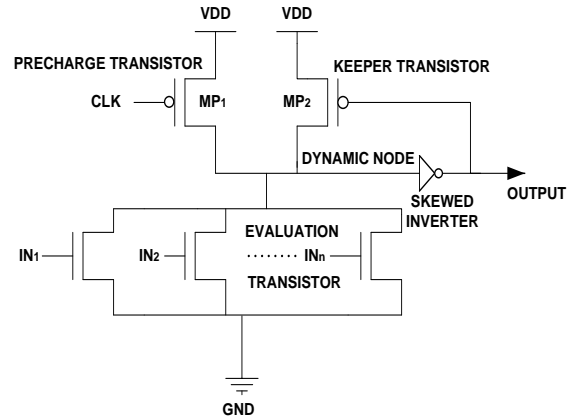 VDD
VDD
PRECHARGE TRANSISTOR
KEEPER TRANSISTOR
CLK
MP1
MP2
DYNAMIC NODE
OUTPUT
SKEWED
INVERTER
EVALUATION
IN1
IN2
........ INn
TRANSISTOR
GND